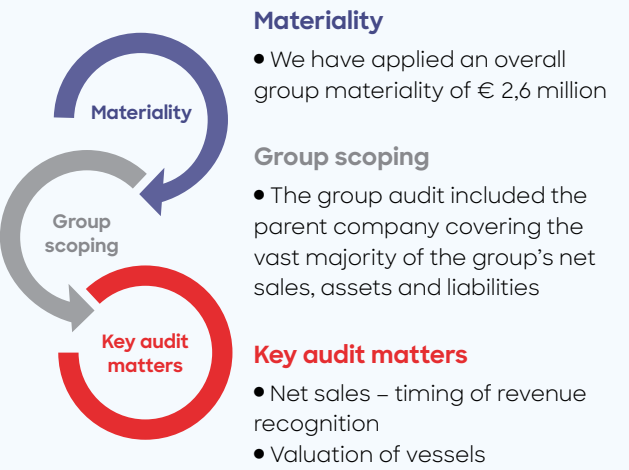 Materiality
Group
scoping
Key audit
matters
Materiality
• We have applied an overall
group materiality of € 2,6 million
Group scoping
• The group audit included the
parent company covering the
vast majority of the group’s net
sales, assets and liabilities
Key audit matters
• Net sales – timing of revenue
recognition
• Valuation of vessels